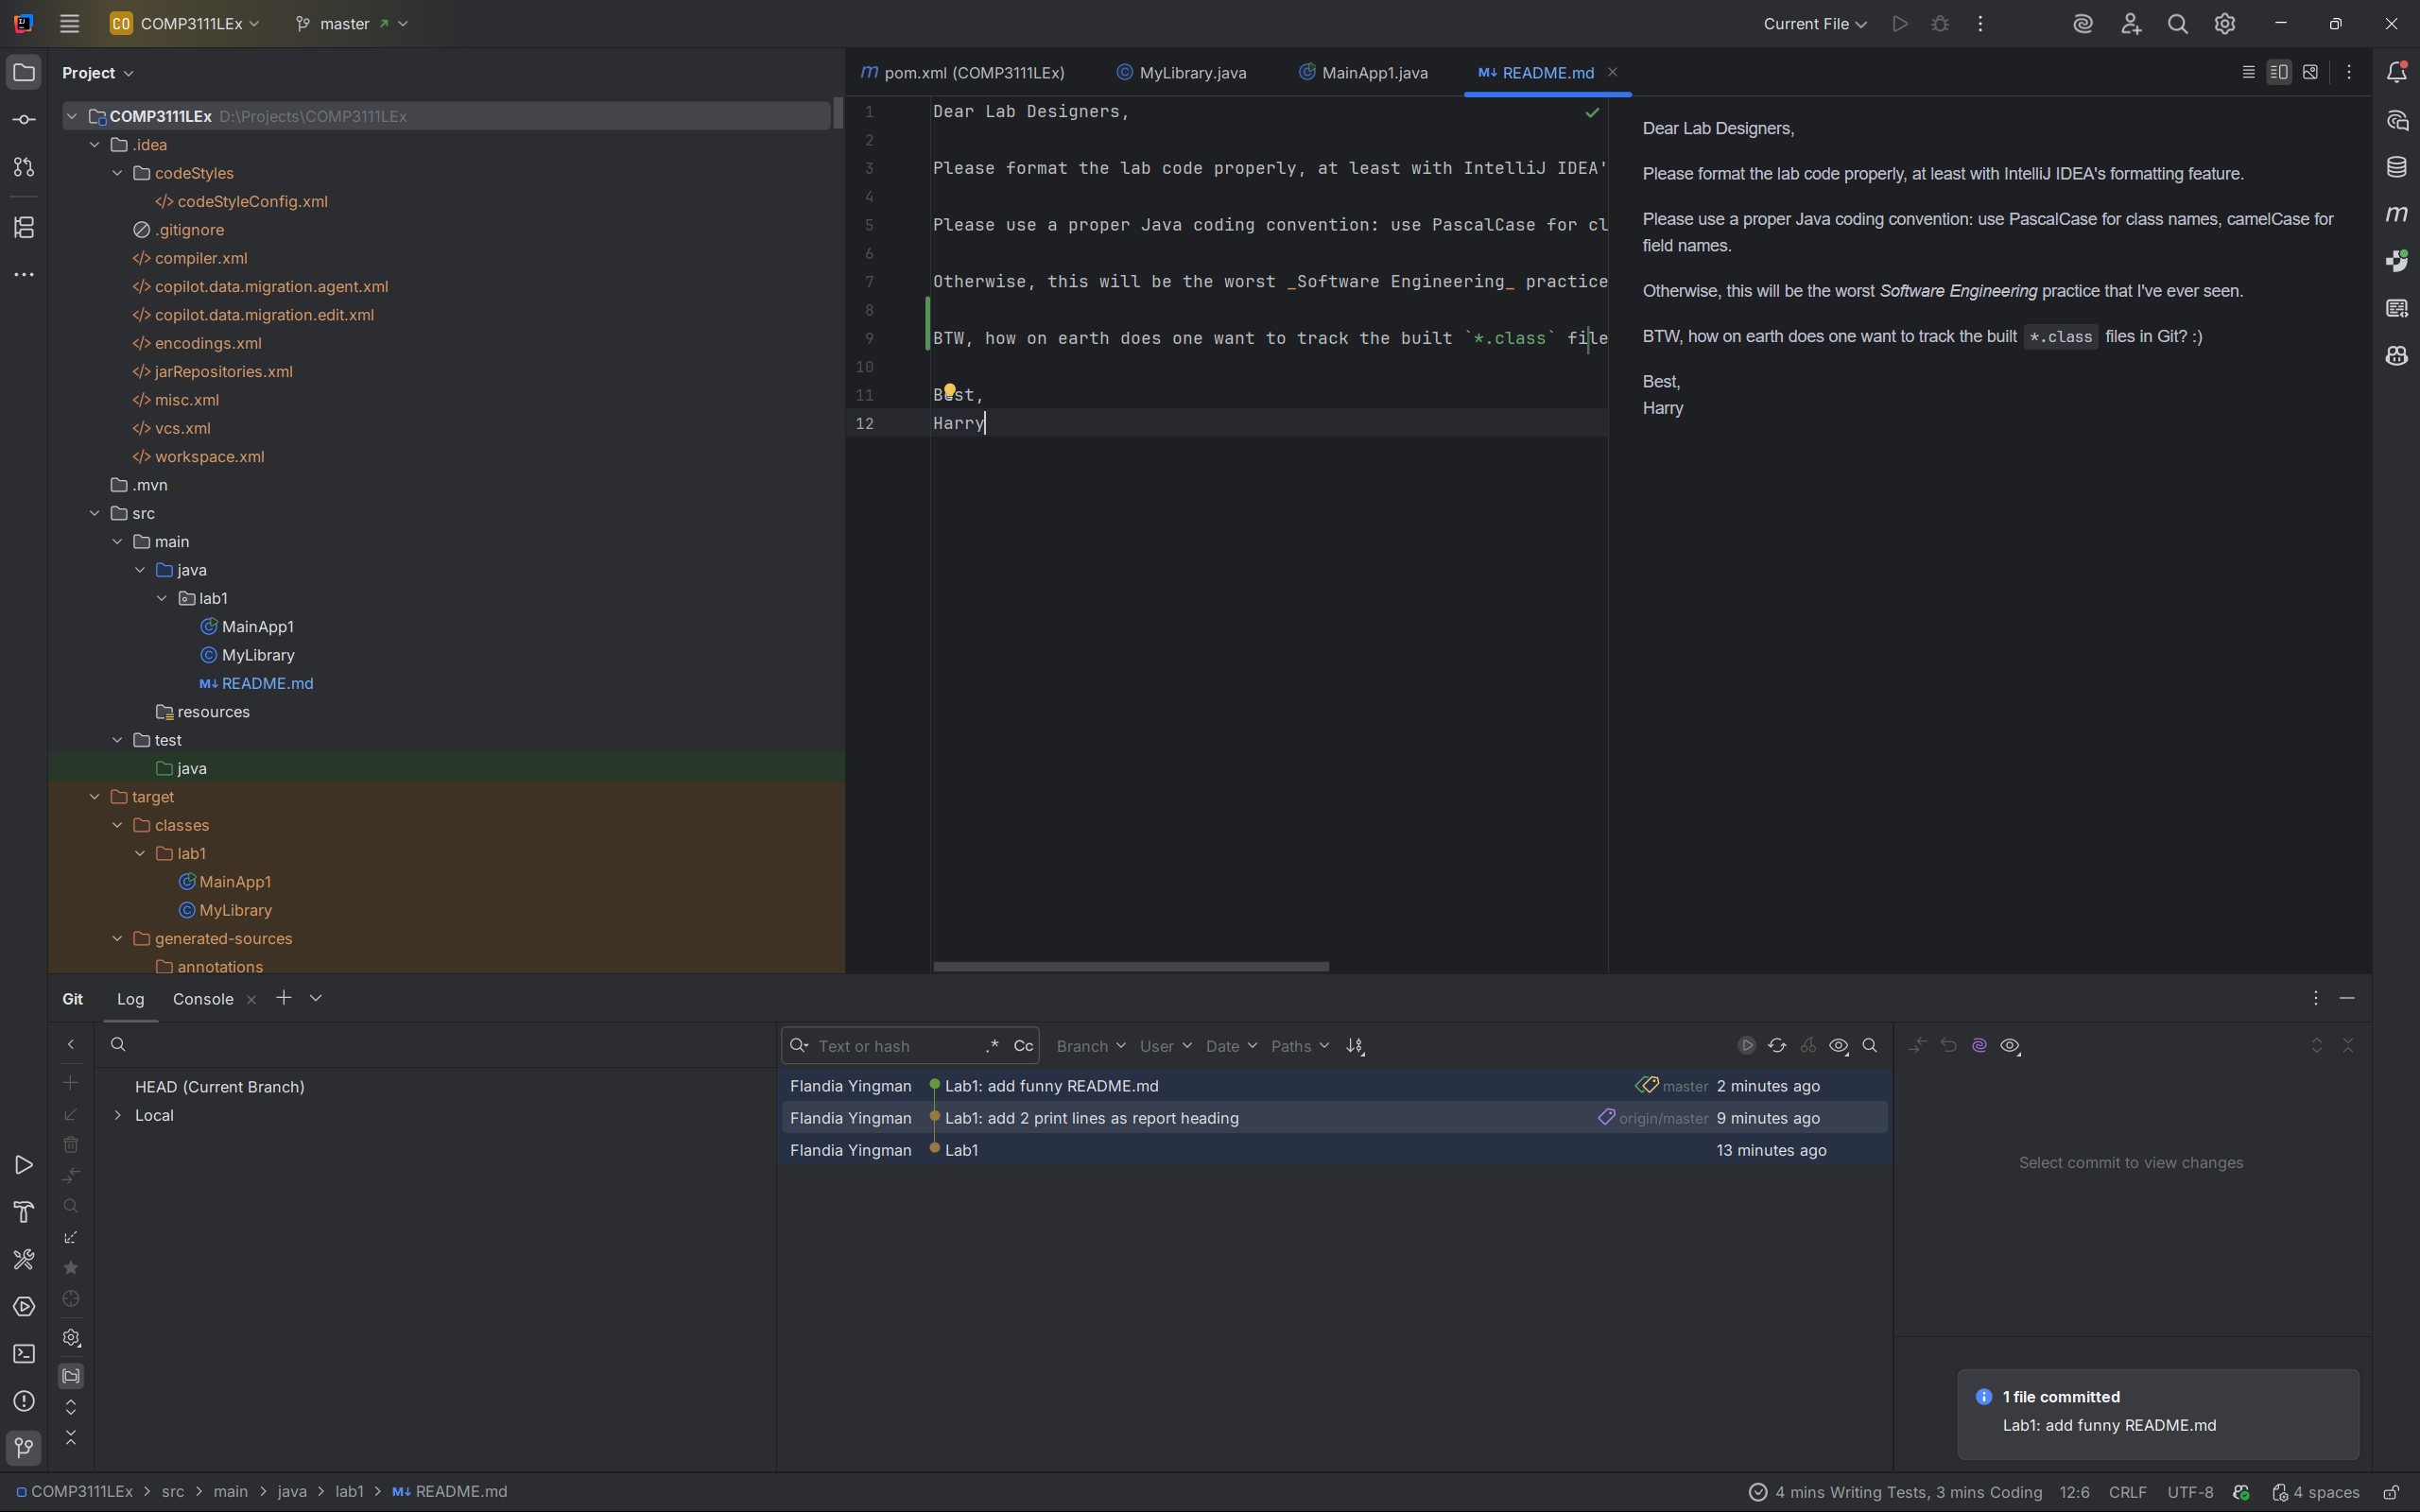 CO COMP3111LEx master Current File
Project
COMP3111LEx D:\Projects\COMP3111LEx
.idea
codeStyles
</> codeStyleConfig.xml
.gitignore
</> compiler.xml
</> copilot.data.migration.agent.xml
</> copilot.data.migration.edit.xml
</> encodings.xml
</> jarRepositories.xml
</> misc.xml
</> vcs.xml
</> workspace.xml
.mvn
src
main
java
lab1
MainApp1
MyLibrary
M↓ README.md
resources
test
java
target
classes
lab1
MainApp1
MyLibrary
generated-sources
annotations
m pom.xml (COMP3111LEx) MyLibrary.java MainApp1.java M↓ README.md
1 Dear Lab Designers,
2
3 Please format the lab code properly, at least with IntelliJ IDEA'
4
5 Please use a proper Java coding convention: use PascalCase for cl
6
7 Otherwise, this will be the worst _Software Engineering_ practice
8
9 BTW, how on earth does one want to track the built `*.class` file
10
11 Best,
12 Harry
Dear Lab Designers,
Please format the lab code properly, at least with IntelliJ IDEA's formatting feature.
Please use a proper Java coding convention: use PascalCase for class names, camelCase for
field names.
Otherwise, this will be the worst Software Engineering practice that I've ever seen.
BTW, how on earth does one want to track the built *.class files in Git? :)
Best,
Harry
Git Log Console
HEAD (Current Branch)
Local
Text or hash .* Cc Branch User Date Paths
Flandia Yingman Lab1: add funny README.md master 2 minutes ago
Flandia Yingman Lab1: add 2 print lines as report heading origin/master 9 minutes ago
Flandia Yingman Lab1 13 minutes ago
Select commit to view changes
1 file committed
Lab1: add funny README.md
COMP3111LEx > src > main > java > lab1 > M↓ README.md
4 mins Writing Tests, 3 mins Coding 12:6 CRLF UTF-8 4 spaces